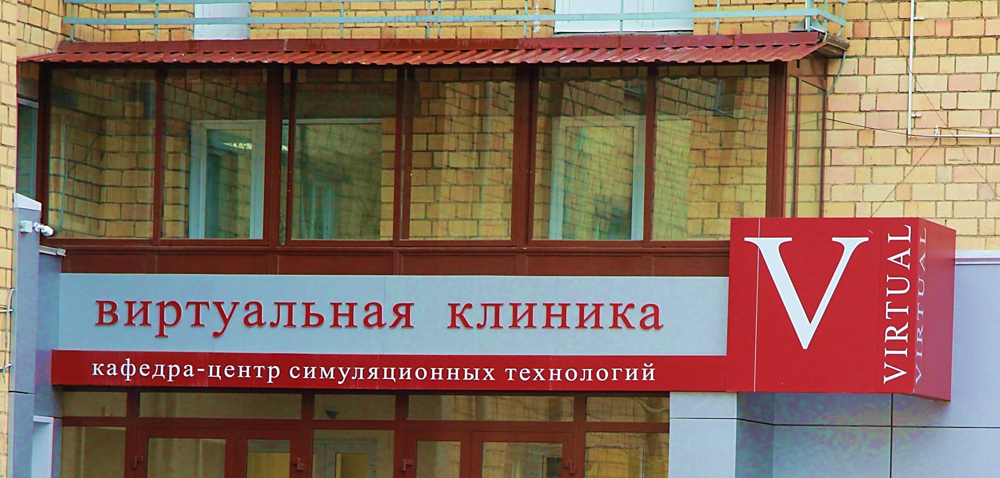 виртуальная клиника
кафедра-центр симуляционных технологий
V
VIRTUAL
VIRTUAL